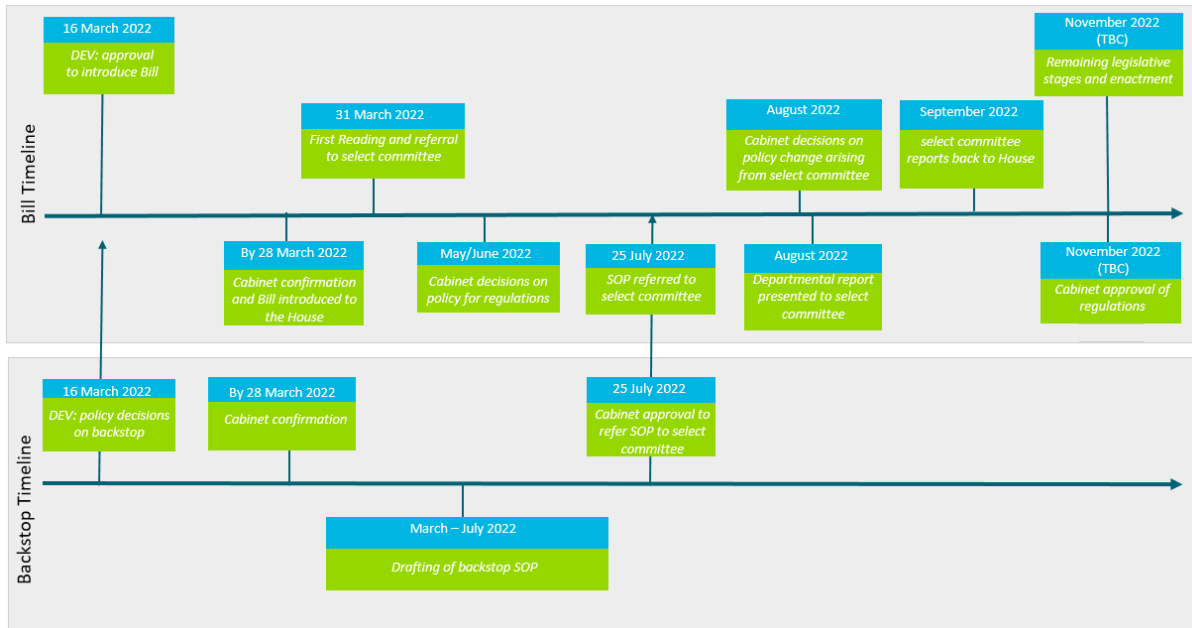 Bill Timeline
16 March 2022
DEV: approval
to introduce Bill
31 March 2022
First Reading and referral
to select committee
August 2022
Cabinet decisions on
policy change arising
from select committee
September 2022
select committee
reports back to House
November 2022
(TBC)
Remaining legislative
stages and enactment
By 28 March 2022
Cabinet confirmation
and Bill introduced to
the House
May/June 2022
Cabinet decisions on
policy for regulations
25 July 2022
SOP referred to
select committee
August 2022
Departmental report
presented to select
committee
November 2022
(TBC)
Cabinet approval of
regulations
Backstop Timeline
16 March 2022
DEV: policy decisions
on backstop
By 28 March 2022
Cabinet confirmation
25 July 2022
Cabinet approval to
refer SOP to select
committee
March – July 2022
Drafting of backstop SOP